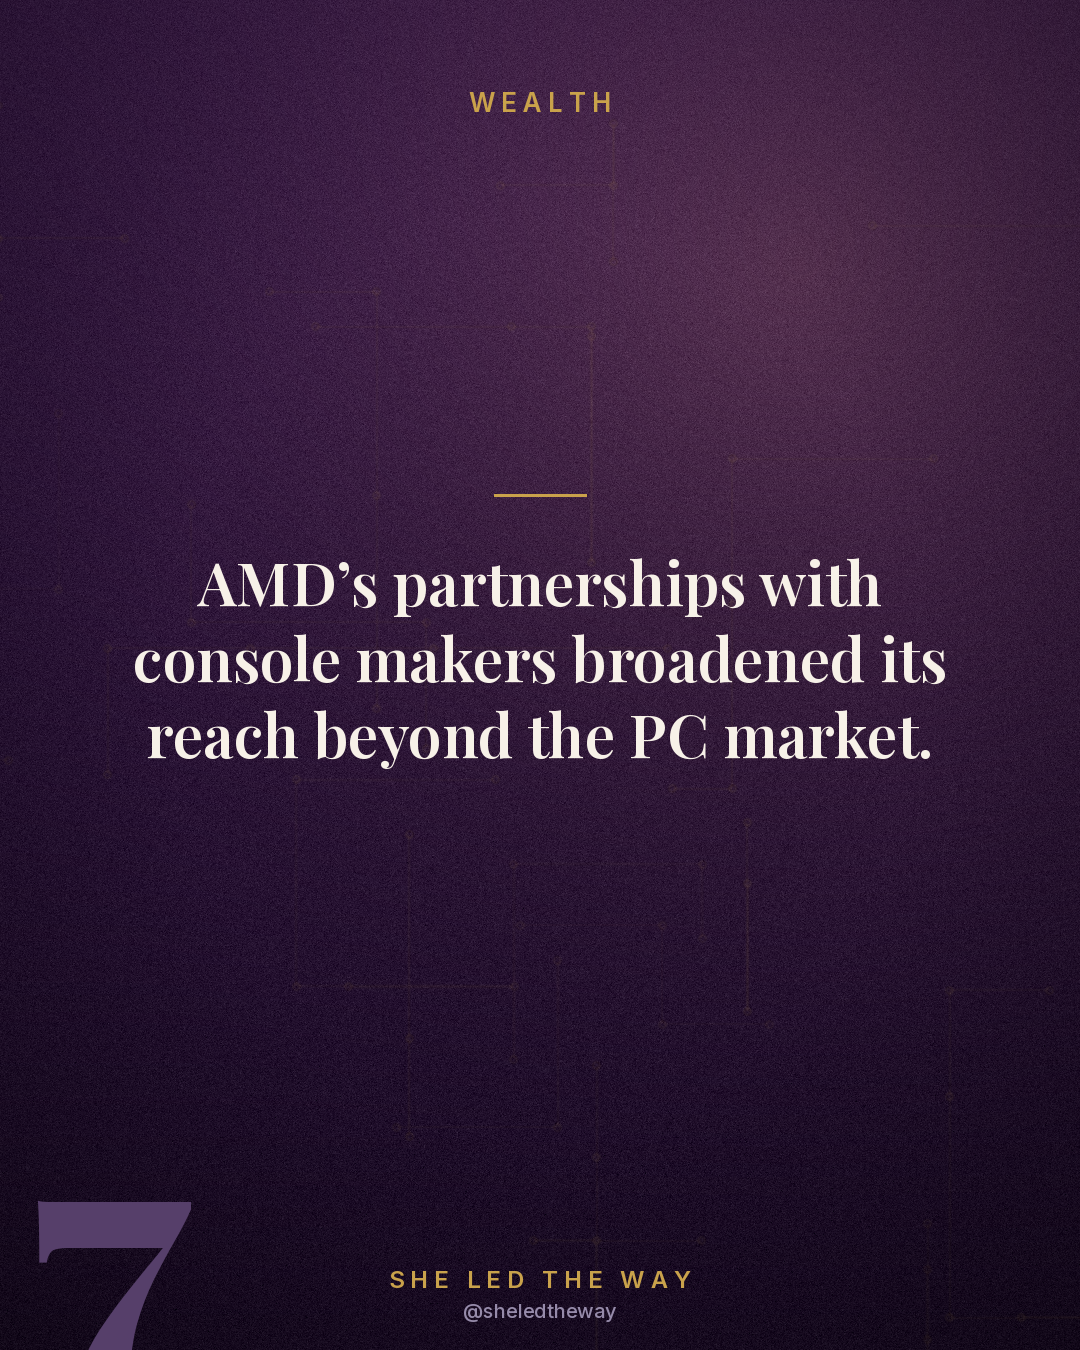 WEALTH
AMD’s partnerships with
console makers broadened its
reach beyond the PC market.
7
SHE LED THE WAY
@sheledtheway